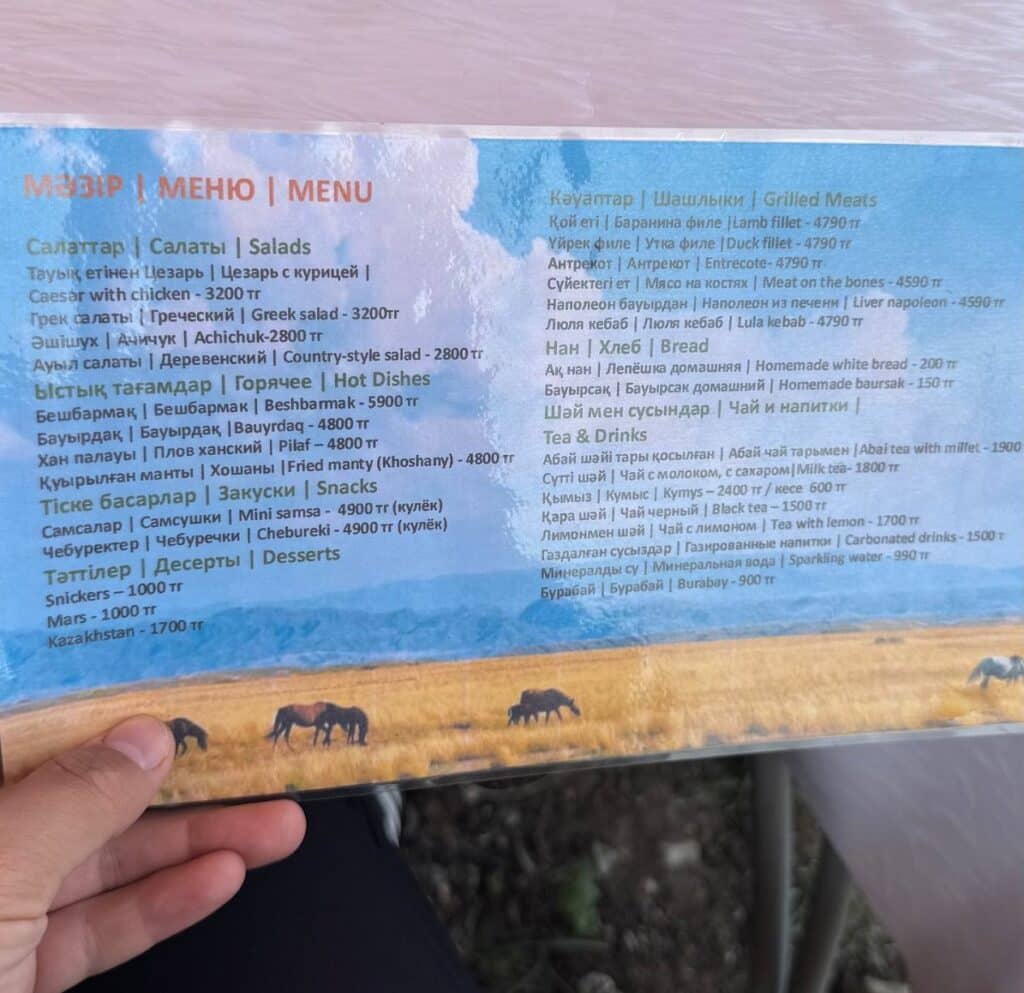 МӘЗІР | МЕНЮ | MENU
Салаттар | Салаты | Salads
Тауық етінен Цезарь | Цезарь с курицей |
Caesar with chicken - 3200 тг
Грек салаты | Греческий | Greek salad - 3200тг
Әшішух | Ачичук | Achichuk-2800 тг
Ауыл салаты | Деревенский | Country-style salad - 2800 тг
Ыстық тағамдар | Горячее | Hot Dishes
Бешбармақ | Бешбармак | Beshbarmak - 5900 тг
Бауырдақ | Бауырдақ |Bauyrdaq - 4800 тг
Хан палауы | Плов ханский | Pilaf – 4800 тг
Қуырылған манты | Хошаны |Fried manty (Khoshany) - 4800 тг
Тіске басарлар | Закуски | Snacks
Самсалар | Самсушки | Mini samsa - 4900 тг (кулёк)
Чебуректер | Чебуречки | Chebureki - 4900 тг (кулёк)
Тәттілер | Десерты | Desserts
Snickers – 1000 тг
Mars - 1000 тг
Kazakhstan - 1700 тг
Кәуаптар | Шашлыки | Grilled Meats
Қой еті | Баранина филе |Lamb fillet - 4790 тг
Үйрек филе | Утка филе |Duck fillet - 4790 тг
Антрекот | Антрекот | Entrecote- 4790 тг
Сүйектегі ет | Мясо на костях | Meat on the bones - 4590 тг
Наполеон бауырдан | Наполеон из печени | Liver napoleon - 4590 тг
Люля кебаб | Люля кебаб | Lula kebab - 4790 тг
Нан | Хлеб | Bread
Ақ нан | Лепёшка домашняя | Homemade white bread - 200 тг
Бауырсақ | Бауырсак домашний | Homemade baursak - 150 тг
Шәй мен сусындар | Чай и напитки |
Tea & Drinks
Абай шәйі тары қосылған | Абай чай тарымен |Abai tea with millet - 1900
Сүтті шәй | Чай с молоком, с сахаром|Milk tea- 1800 тг
Қымыз | Кумыс | Kymys – 2400 тг / кесе 600 тг
Қара шәй | Чай черный | Black tea – 1500 тг
Лимонмен шәй | Чай с лимоном | Tea with lemon - 1700 тг
Газдалған сусыздар | Газированные напитки | Carbonated drinks - 1500 т
Минералды су | Минеральная вода | Sparkling water - 990 тг
Бурабай | Бурабай | Burabay - 900 тг